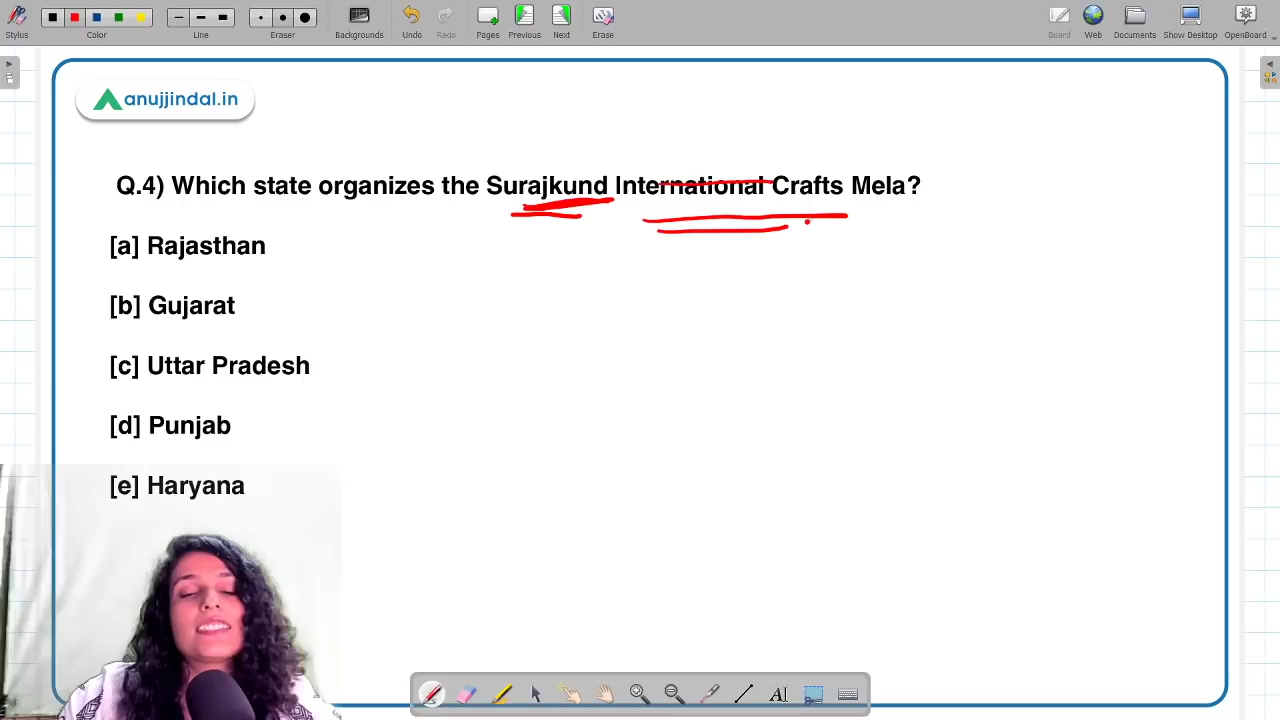 Stylus Color Line Eraser Backgrounds Undo Redo Pages Previous Next Erase Board Web Documents Show Desktop OpenBoard
anujjindal.in
Q.4) Which state organizes the Surajkund International Crafts Mela?
[a] Rajasthan
[b] Gujarat
[c] Uttar Pradesh
[d] Punjab
[e] Haryana